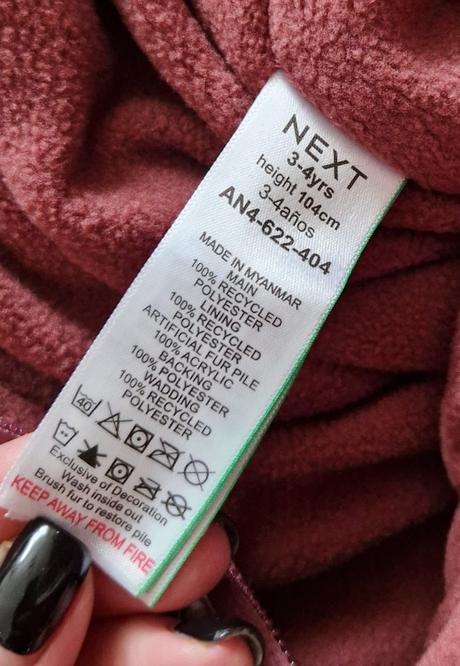 NEXT
3-4yrs
height 104cm
3-4años
AN4-622-404
MADE IN MYANMAR
MAIN
100% RECYCLED
POLYESTER
LINING
100% RECYCLED
POLYESTER
ARTIFICIAL FUR PILE
100% ACRYLIC
BACKING
100% POLYESTER
WADDING
100% RECYCLED
POLYESTER
40
Exclusive of Decoration
Wash inside out
Brush fur to restore pile
KEEP AWAY FROM FIRE